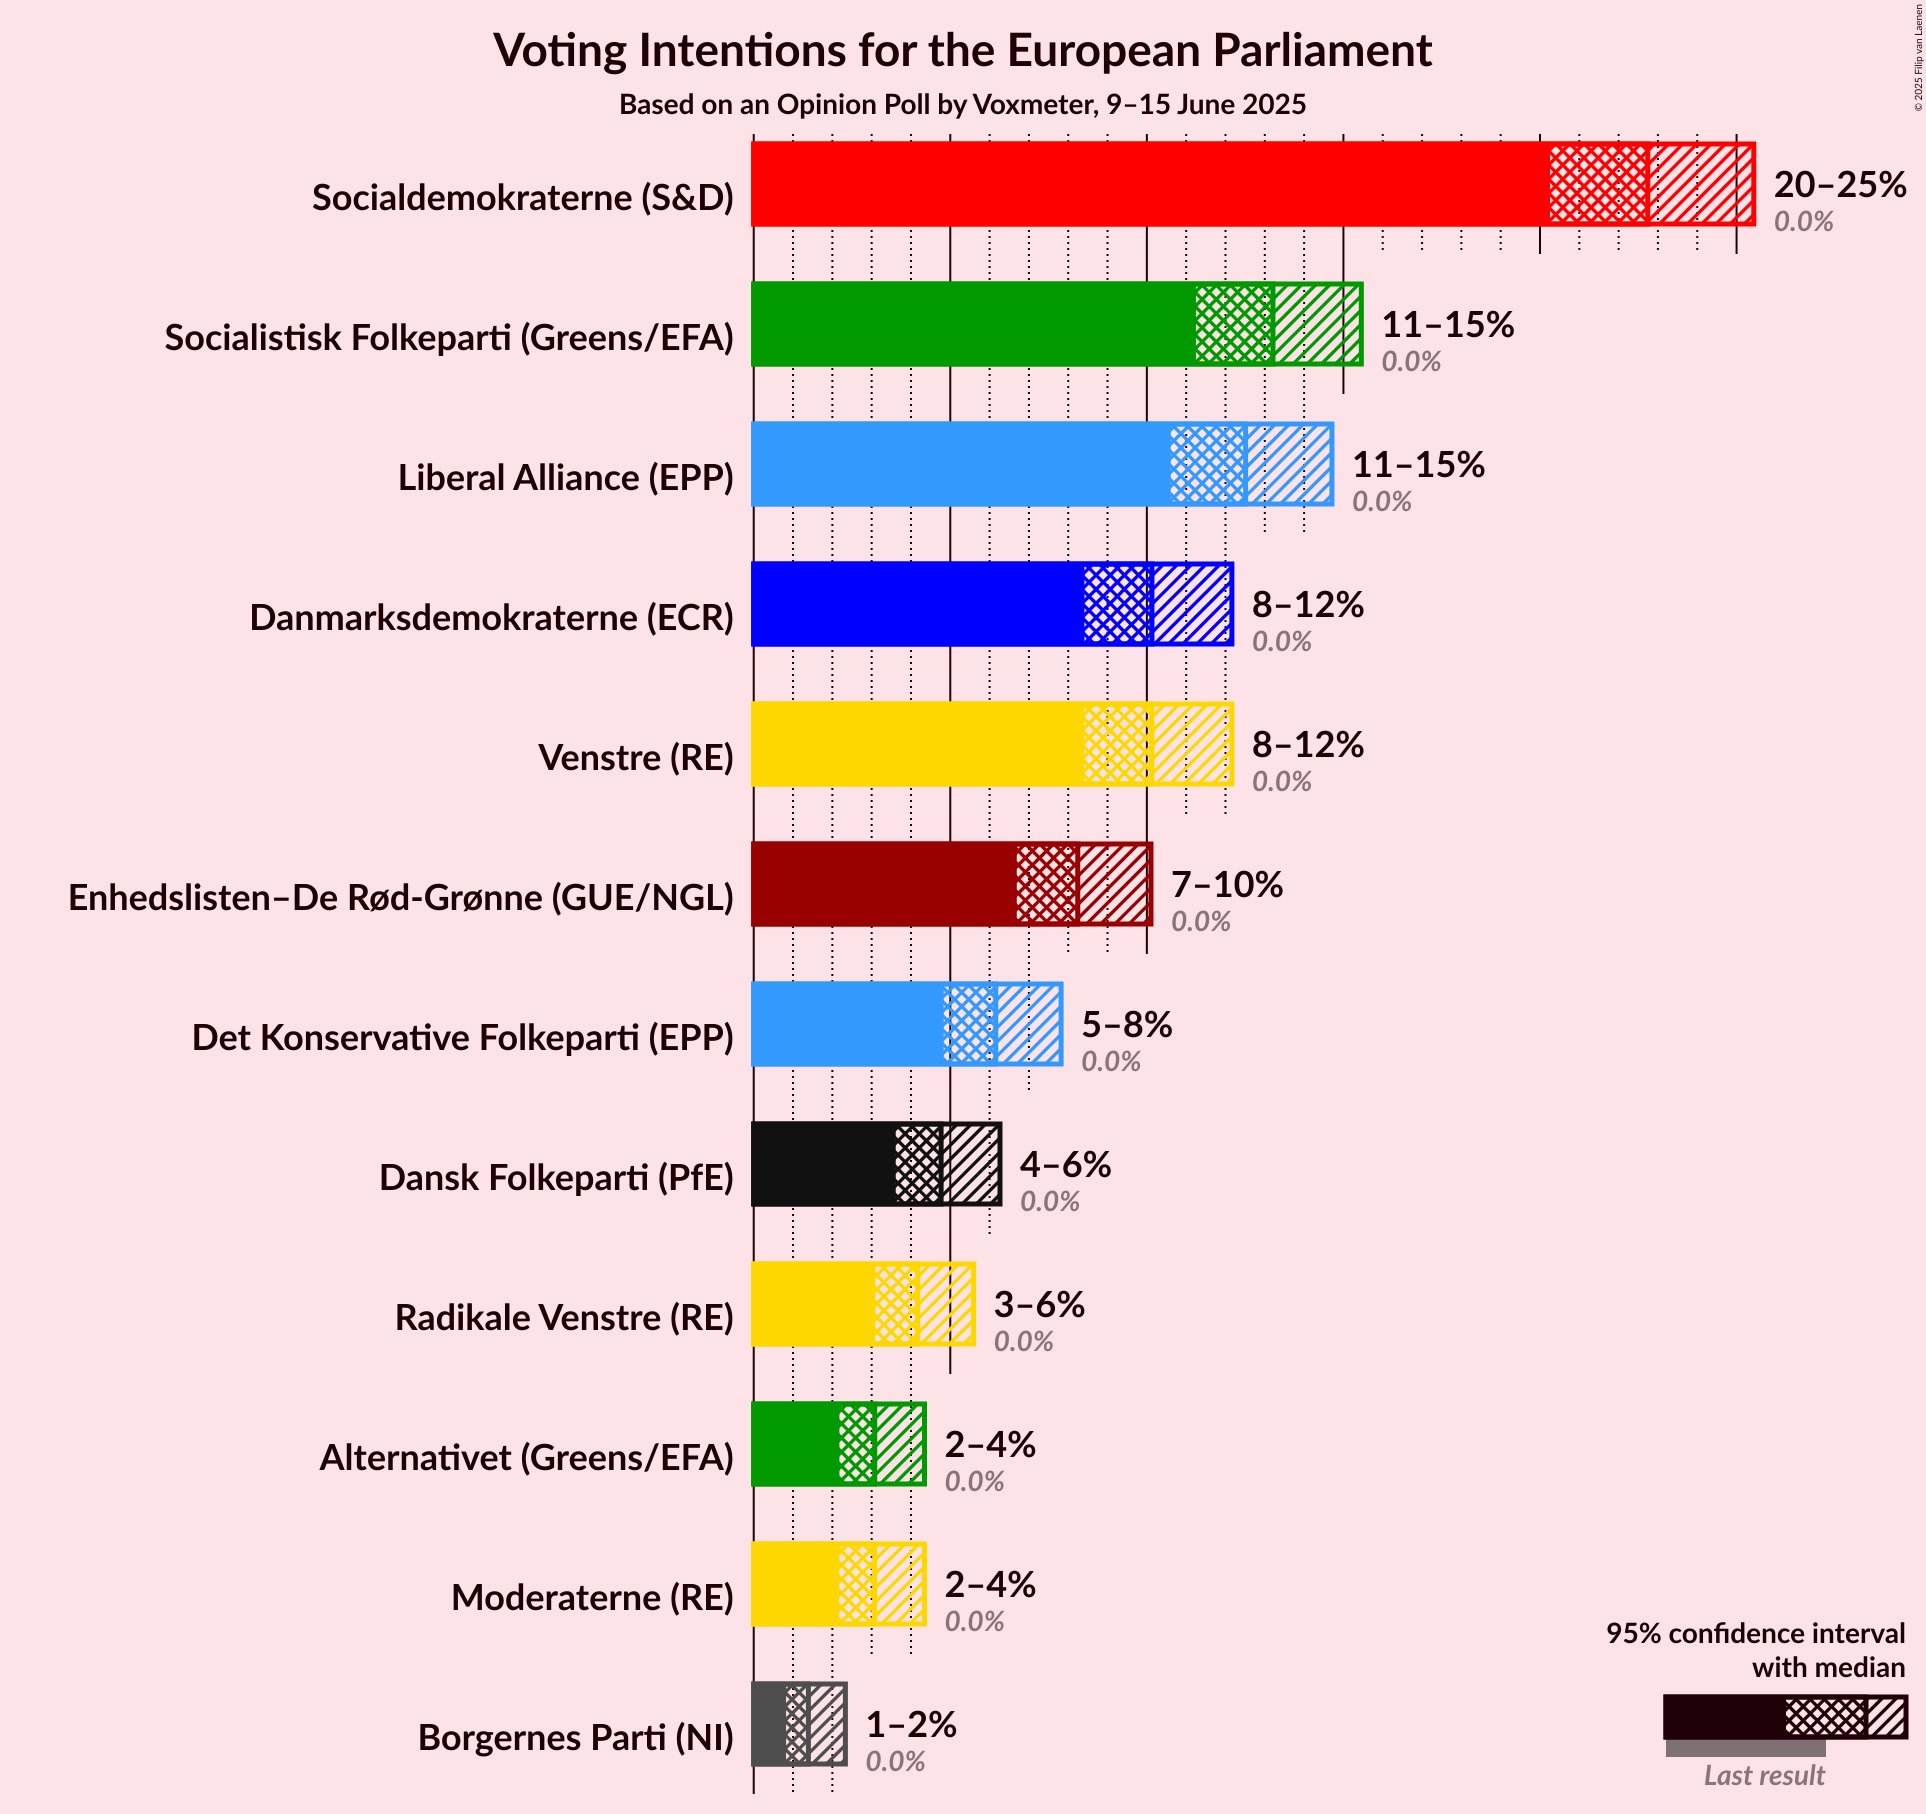 Voting Intentions for the European Parliament
Based on an Opinion Poll by Voxmeter, 9–15 June 2025
© 2025 Filip van Laenen
Socialdemokraterne (S&D)
20–25%
0.0%
Socialistisk Folkeparti (Greens/EFA)
11–15%
0.0%
Liberal Alliance (EPP)
11–15%
0.0%
Danmarksdemokraterne (ECR)
8–12%
0.0%
Venstre (RE)
8–12%
0.0%
Enhedslisten–De Rød-Grønne (GUE/NGL)
7–10%
0.0%
Det Konservative Folkeparti (EPP)
5–8%
0.0%
Dansk Folkeparti (PfE)
4–6%
0.0%
Radikale Venstre (RE)
3–6%
0.0%
Alternativet (Greens/EFA)
2–4%
0.0%
Moderaterne (RE)
2–4%
0.0%
Borgernes Parti (NI)
1–2%
0.0%
95% confidence interval
with median
Last result